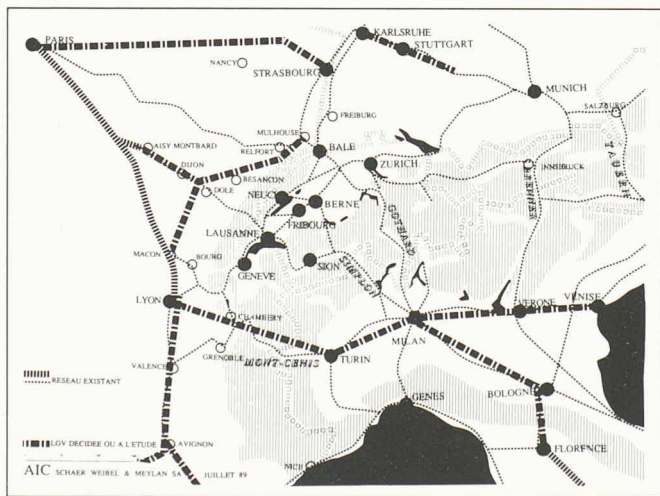 PARIS
KARLSRUHE
STUTTGART
NANCY
STRASBOURG
MUNICH
SALZBURG
FREIBURG
MULHOUSE
AISY MONTBARD
BELFORT
BALE
ZURICH
TAUERN
DIJON
BESANCON
INNSBRUCK
BRENNER
DOLE
NEUCH
BERNE
FRIBOURG
GOTHARD
LAUSANNE
MACON
BOURG
SION
SIMPLON
GENEVE
LYON
CHAMBERY
VERONE
VENISE
MILAN
GRENOBLE
VALENCE
MONT-CENIS
TURIN
RESEAU EXISTANT
GENES
BOLOGNE
LGV DECIDEE OU A L'ETUDE
AVIGNON
FLORENCE
NICE
AIC SCHAER WEIBEL & MEYLAN SA JUILLET 89